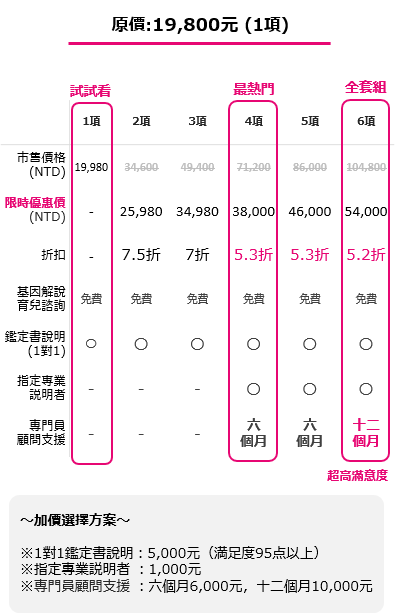 原價:19,800元 (1項)
試試看 最熱門 全套組
1項 2項 3項 4項 5項 6項
市售價格
(NTD) 19,980 34,600 49,400 71,200 86,000 104,800
限時優惠價
(NTD) - 25,980 34,980 38,000 46,000 54,000
折扣 - 7.5折 7折 5.3折 5.3折 5.2折
基因解說
育兒諮詢 免費 免費 免費 免費 免費 免費
鑑定書說明
(1對1) ○ ○ ○ ○ ○ ○
指定專業
說明者 - - - ○ ○ ○
專門員
顧問支援 - - - 六個月 六個月 十二個月
超高滿意度
～加價選擇方案～
※1對1鑑定書說明：5,000元（滿足度95点以上）
※指定專業說明者 ：1,000元
※專門員顧問支援 ：六個月6,000元，十二個月10,000元